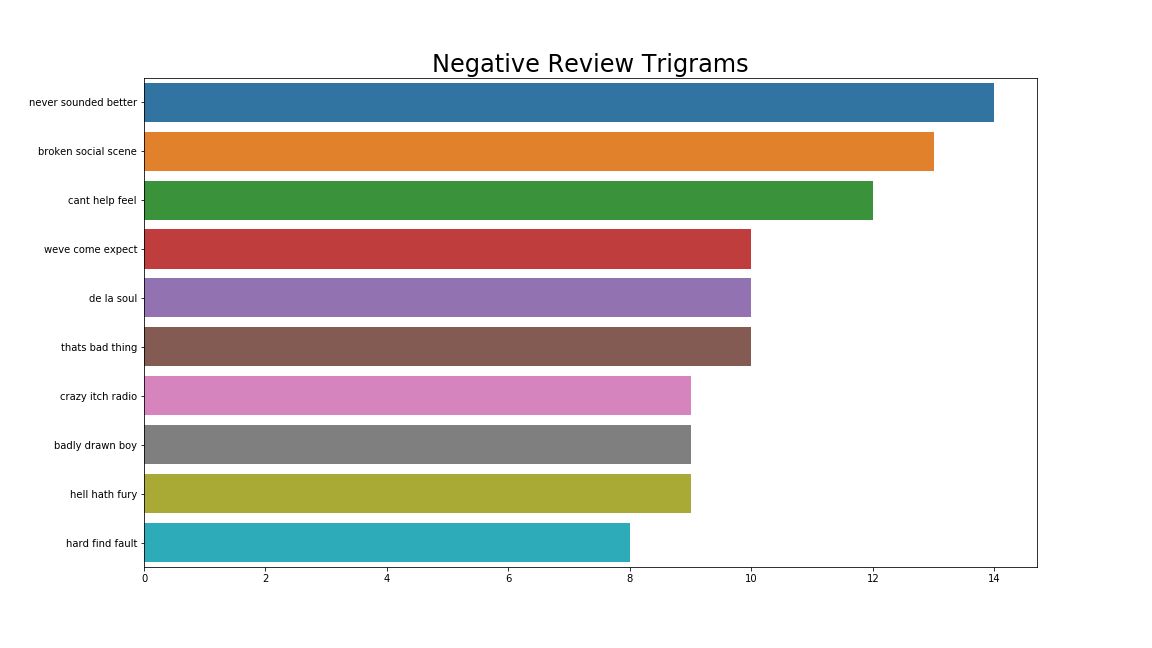 Negative Review Trigrams
never sounded better
broken social scene
cant help feel
weve come expect
de la soul
thats bad thing
crazy itch radio
badly drawn boy
hell hath fury
hard find fault
0 2 4 6 8 10 12 14